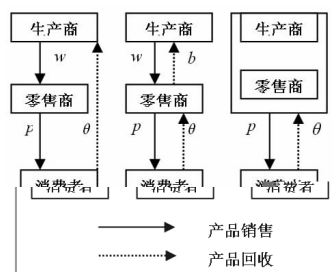 生产商 生产商 生产商
w w b
零售商 零售商 零售商
p θ p θ p θ
消费者 消费者 消费者
产品销售
产品回收